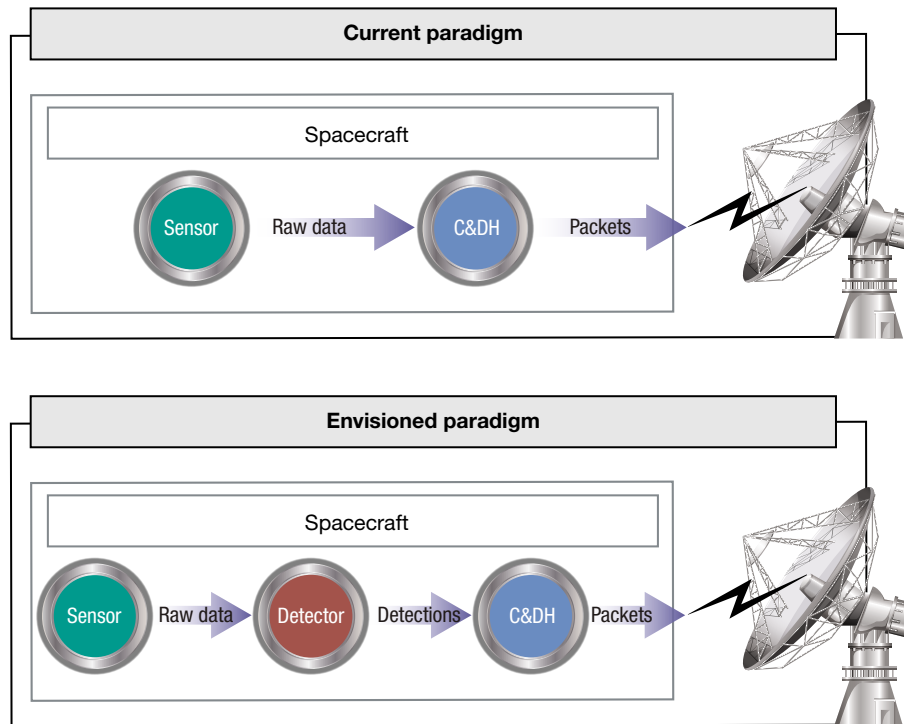 Current paradigm
Spacecraft
Sensor
Raw data
C&DH
Packets
Envisioned paradigm
Spacecraft
Sensor
Raw data
Detector
Detections
C&DH
Packets